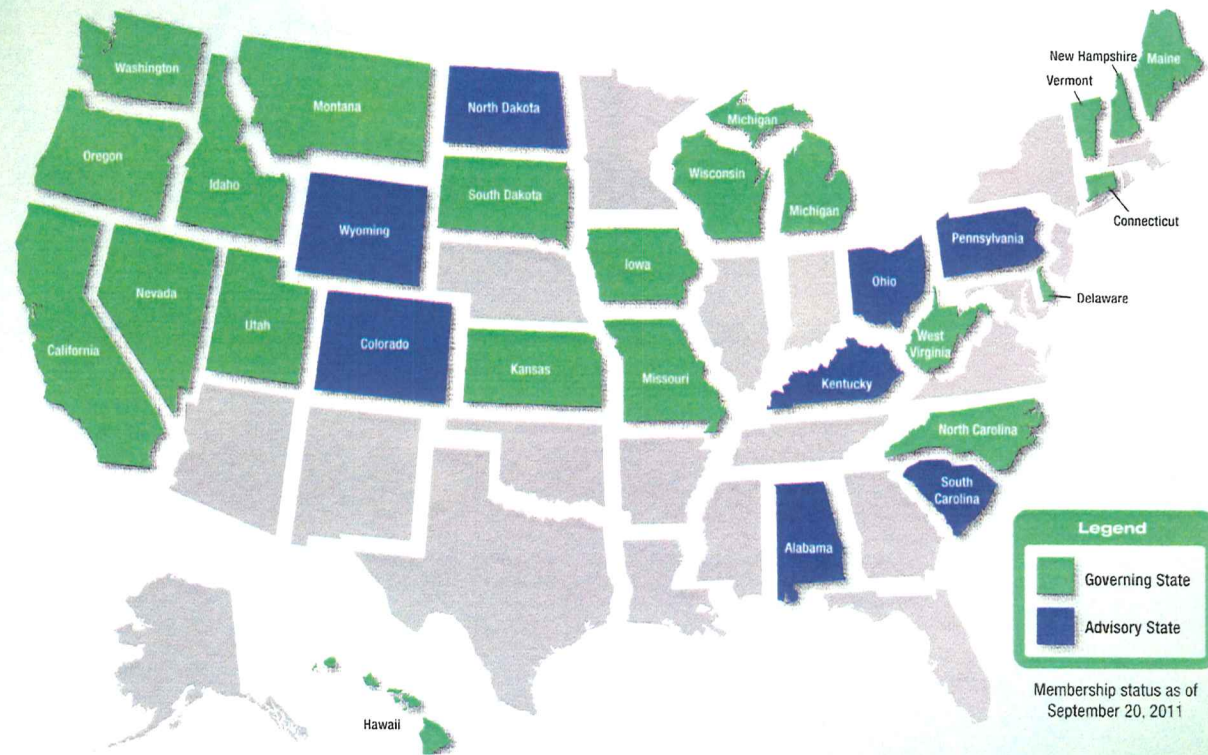 Washington
Montana
North Dakota
Michigan
New Hampshire
Maine
Vermont
Oregon
Idaho
South Dakota
Wisconsin
Michigan
Connecticut
Wyoming
Iowa
Pennsylvania
Nevada
Utah
Ohio
Delaware
California
Colorado
Kansas
Missouri
Kentucky
West
Virginia
North Carolina
South
Carolina
Alabama
Hawaii
Legend
Governing State
Advisory State
Membership status as of
September 20, 2011